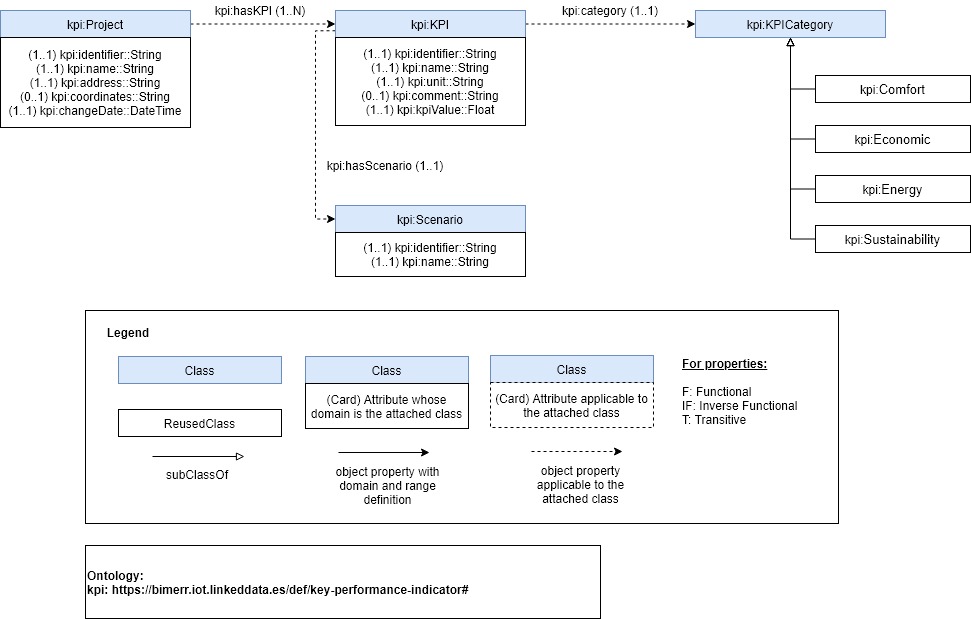 kpi:hasKPI (1..N)
kpi:category (1..1)
kpi:Project
kpi:KPI
kpi:KPICategory
(1..1) kpi:identifier::String
(1..1) kpi:name::String
(1..1) kpi:address::String
(0..1) kpi:coordinates::String
(1..1) kpi:changeDate::DateTime
(1..1) kpi:identifier::String
(1..1) kpi:name::String
(1..1) kpi:unit::String
(0..1) kpi:comment::String
(1..1) kpi:kpiValue::Float
kpi:Comfort
kpi:Economic
kpi:Energy
kpi:Sustainability
kpi:hasScenario (1..1)
kpi:Scenario
(1..1) kpi:identifier::String
(1..1) kpi:name::String
Legend
Class
ReusedClass
subClassOf
Class
(Card) Attribute whose
domain is the attached class
object property with
domain and range
definition
Class
(Card) Attribute applicable to
the attached class
object property
applicable to the
attached class
For properties:
F: Functional
IF: Inverse Functional
T: Transitive
Ontology:
kpi: https://bimerr.iot.linkeddata.es/def/key-performance-indicator#